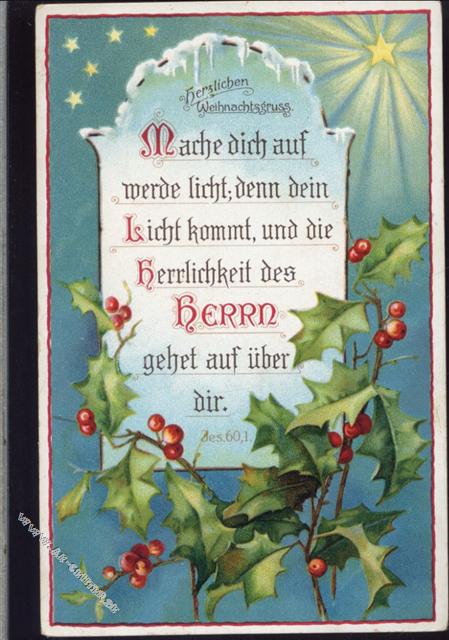 Herzlichen
Weihnachtsgruss.
Mache dich auf
werde licht; denn dein
Licht kommt, und die
Herrlichkeit des
HERRN
gehet auf über
dir.
Jes. 60,1.